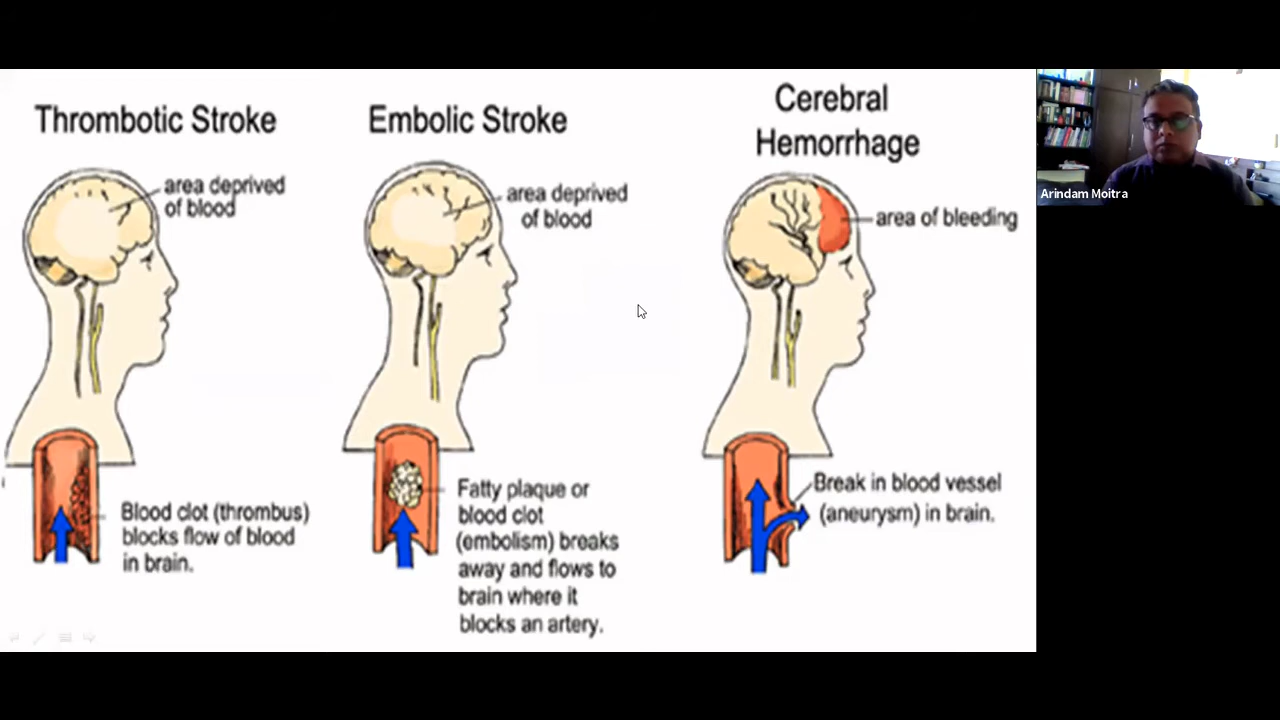 Thrombotic Stroke
area deprived
of blood
Blood clot (thrombus)
blocks flow of blood
in brain.
Embolic Stroke
area deprived
of blood
Fatty plaque or
blood clot
(embolism) breaks
away and flows to
brain where it
blocks an artery.
Cerebral
Hemorrhage
area of bleeding
Break in blood vessel
(aneurysm) in brain.
Arindam Moitra